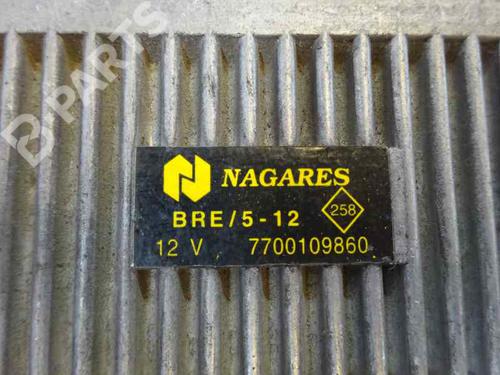 B-PARTS
NAGARES
BRE/5-12
258
12 V 7700109860